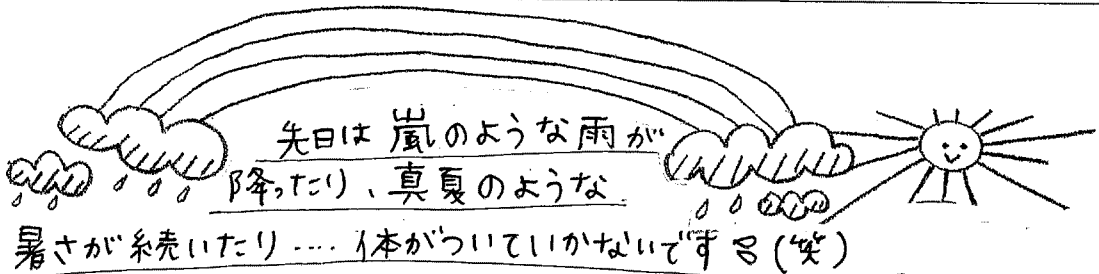 先日は嵐のような雨が
降ったり、真夏のような
暑さが続いたり....体がついていかないです(笑)